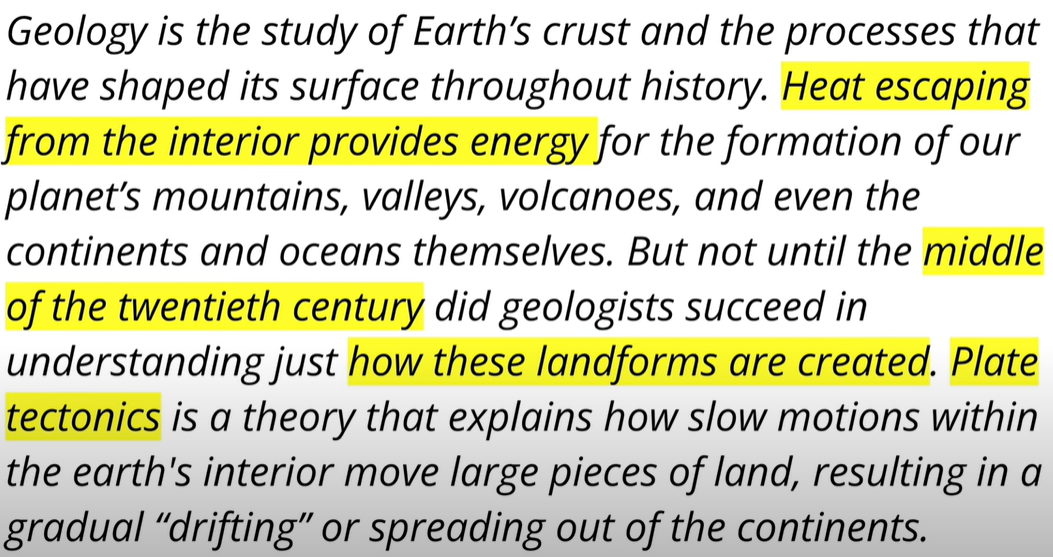 Geology is the study of Earth’s crust and the processes that
have shaped its surface throughout history. Heat escaping
from the interior provides energy for the formation of our
planet’s mountains, valleys, volcanoes, and even the
continents and oceans themselves. But not until the middle
of the twentieth century did geologists succeed in
understanding just how these landforms are created. Plate
tectonics is a theory that explains how slow motions within
the earth's interior move large pieces of land, resulting in a
gradual “drifting” or spreading out of the continents.